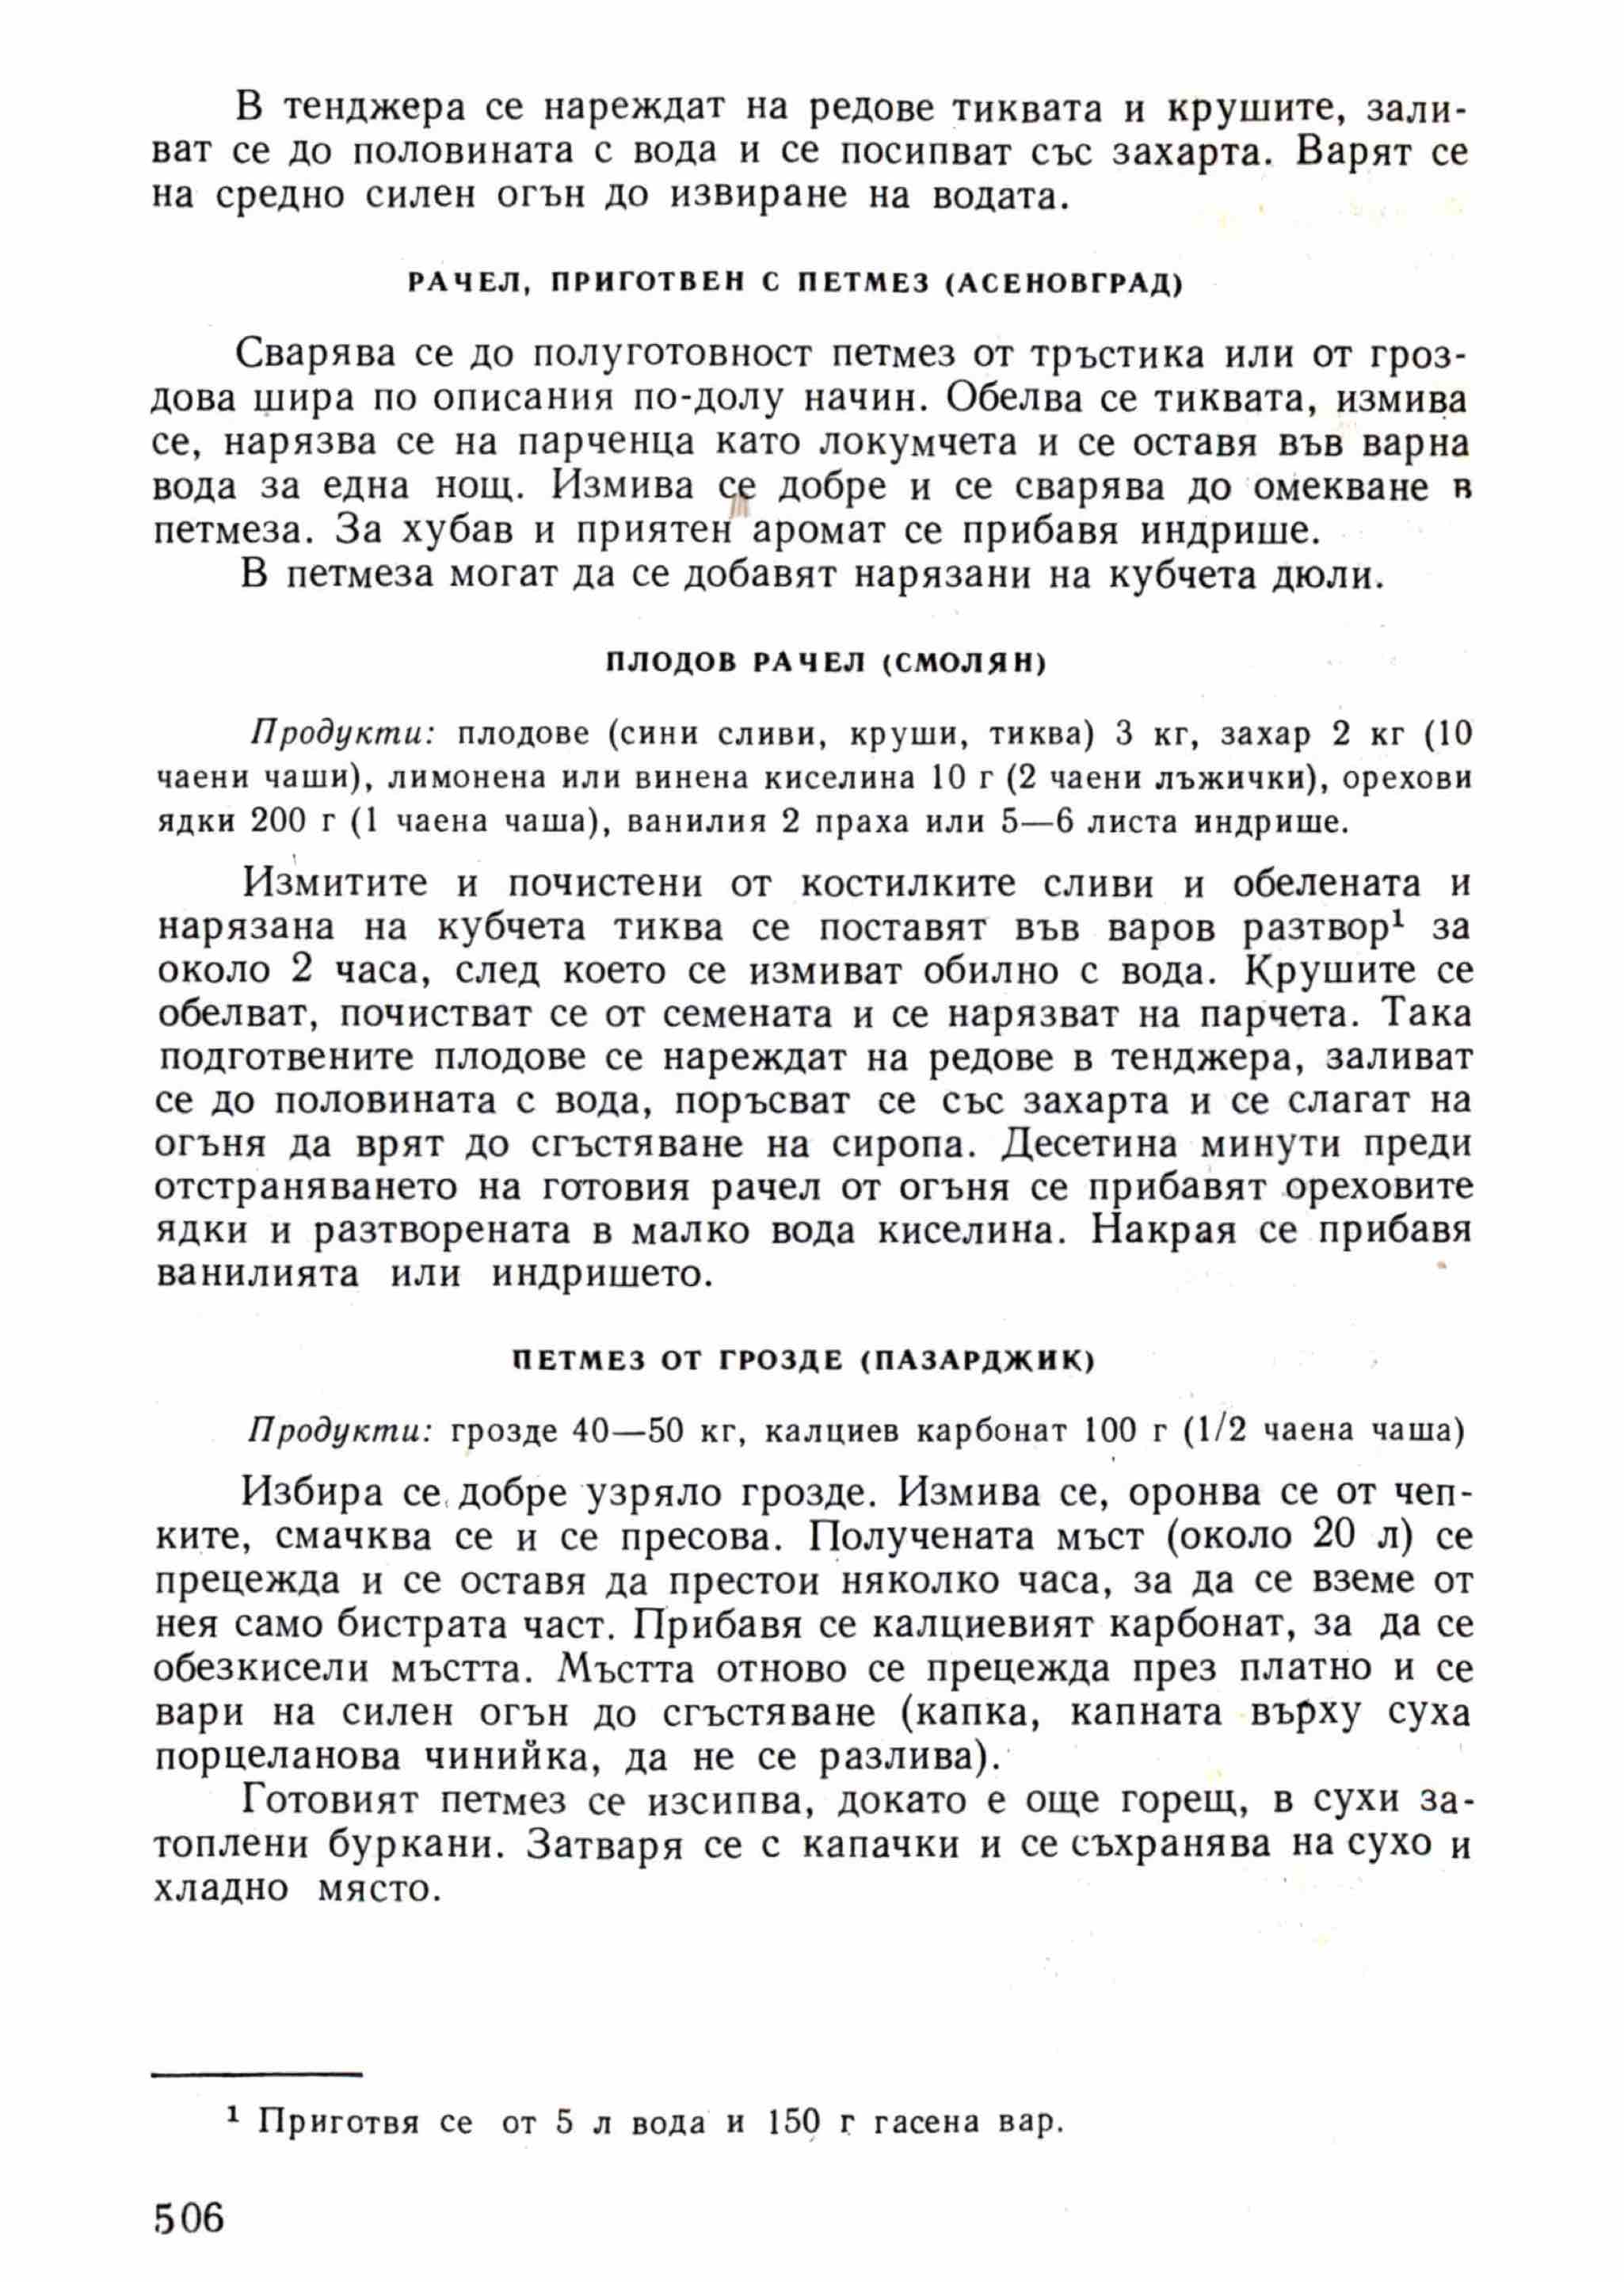 В тенджера се нареждат на редове тиквата и крушите, зали-
ват се до половината с вода и се посипват със захарта. Варят се
на средно силен огън до извиране на водата.
РАЧЕЛ, ПРИГОТВЕН С ПЕТМЕЗ (АСЕНОВГРАД)
Сварява се до полуготовност петмез от тръстика или от гроз-
дова шира по описания по-долу начин. Обелва се тиквата, измива
се, нарязва се на парченца като локумчета и се оставя във варна
вода за една нощ. Измива се добре и се сварява до омекване в
петмеза. За хубав и приятен аромат се прибавя индрише.
В петмеза могат да се добавят нарязани на кубчета дюли.
ПЛОДОВ РАЧЕЛ (СМОЛЯН)
Продукти: плодове (сини сливи, круши, тиква) 3 кг, захар 2 кг (10
чаени чаши), лимонена или винена киселина 10 г (2 чаени лъжички), орехови
ядки 200 г (1 чаена чаша), ванилия 2 праха или 5—6 листа индрише.
Измитите и почистени от костилките сливи и обелената и
нарязана на кубчета тиква се поставят във варов разтвор¹ за
около 2 часа, след което се измиват обилно с вода. Крушите се
обелват, почистват се от семената и се нарязват на парчета. Така
подготвените плодове се нареждат на редове в тенджера, заливат
се до половината с вода, поръсват се със захарта и се слагат на
огъня да врят до сгъстяване на сиропа. Десетина минути преди
отстраняването на готовия рачел от огъня се прибавят ореховите
ядки и разтворената в малко вода киселина. Накрая се прибавя
ванилията или индришето.
ПЕТМЕЗ ОТ ГРОЗДЕ (ПАЗАРДЖИК)
Продукти: грозде 40—50 кг, калциев карбонат 100 г (1/2 чаена чаша)
Избира се добре узряло грозде. Измива се, оронва се от чеп-
ките, смачква се и се пресова. Получената мъст (около 20 л) се
прецежда и се оставя да престои няколко часа, за да се вземе от
нея само бистрата част. Прибавя се калциевият карбонат, за да се
обезкисели мъстта. Мъстта отново се прецежда през платно и се
вари на силен огън до сгъстяване (капка, капната върху суха
порцеланова чинийка, да не се разлива).
Готовият петмез се изсипва, докато е още горещ, в сухи за-
топлени буркани. Затваря се с капачки и се съхранява на сухо и
хладно място.
¹ Приготвя се от 5 л вода и 150 г гасена вар.
506